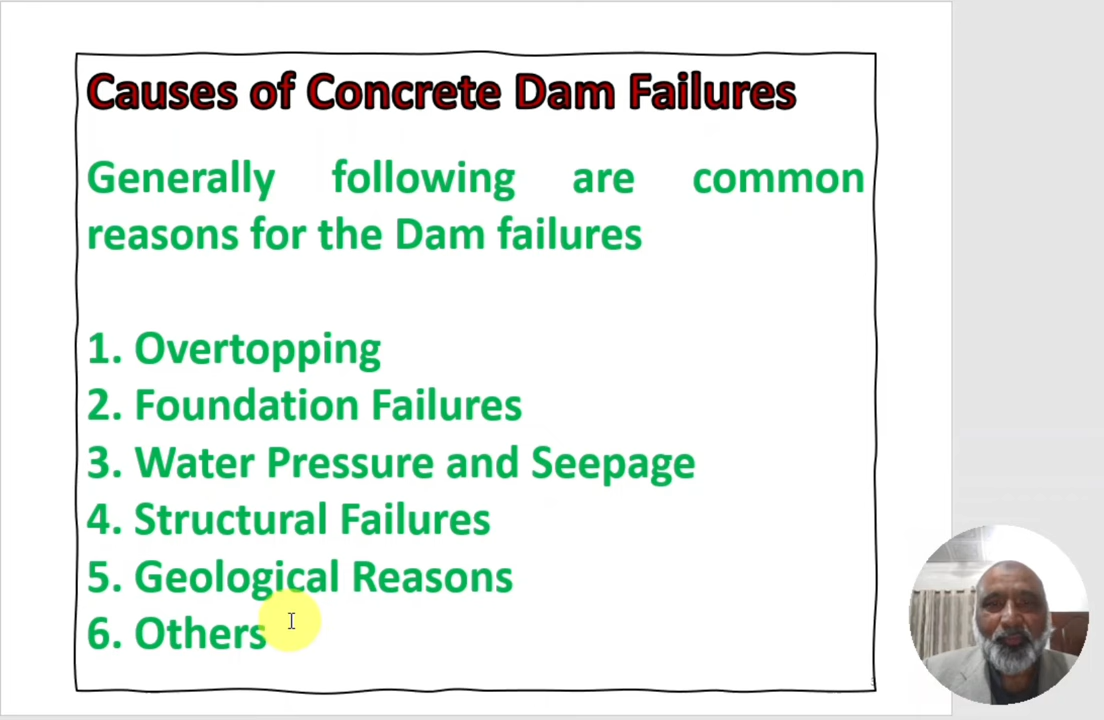 Causes of Concrete Dam Failures
Generally following are common
reasons for the Dam failures
1. Overtopping
2. Foundation Failures
3. Water Pressure and Seepage
4. Structural Failures
5. Geological Reasons
6. Others